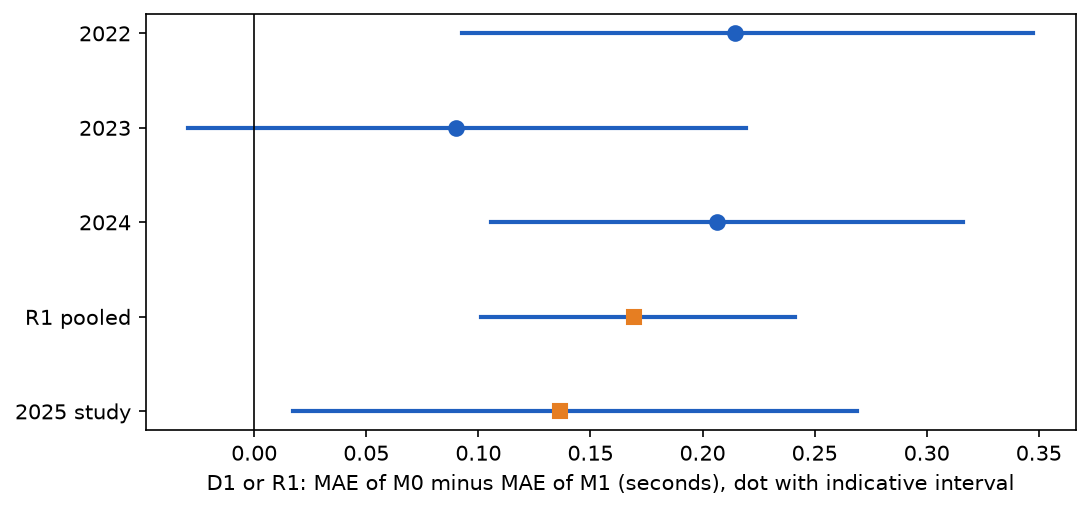 2022
2023
2024
R1 pooled
2025 study
0.00 0.05 0.10 0.15 0.20 0.25 0.30 0.35
D1 or R1: MAE of M0 minus MAE of M1 (seconds), dot with indicative interval